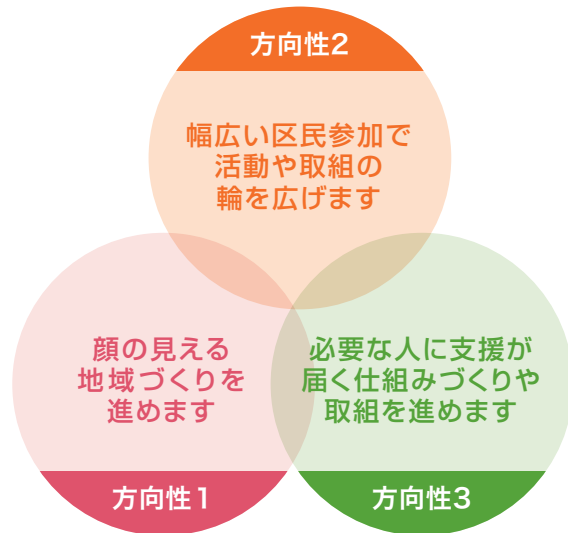 方向性2
幅広い区民参加で
活動や取組の
輪を広げます
顔の見える
地域づくりを
進めます
方向性1
必要な人に支援が
届く仕組みづくりや
取組を進めます
方向性3